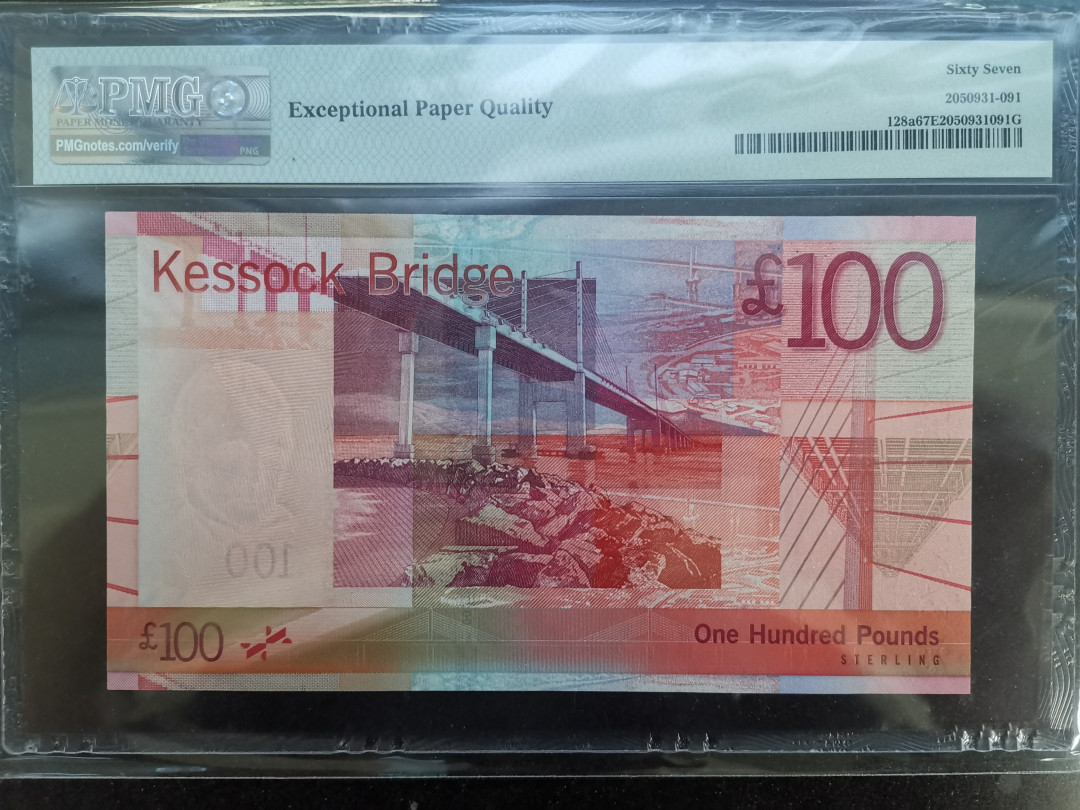 PMG
PAPER MONEY GUARANTY
PMGnotes.com/verify
PNG
Exceptional Paper Quality
Sixty Seven
2050931-091
128a67E2050931091G
Kessock Bridge
£100
100
£100
One Hundred Pounds
STERLING